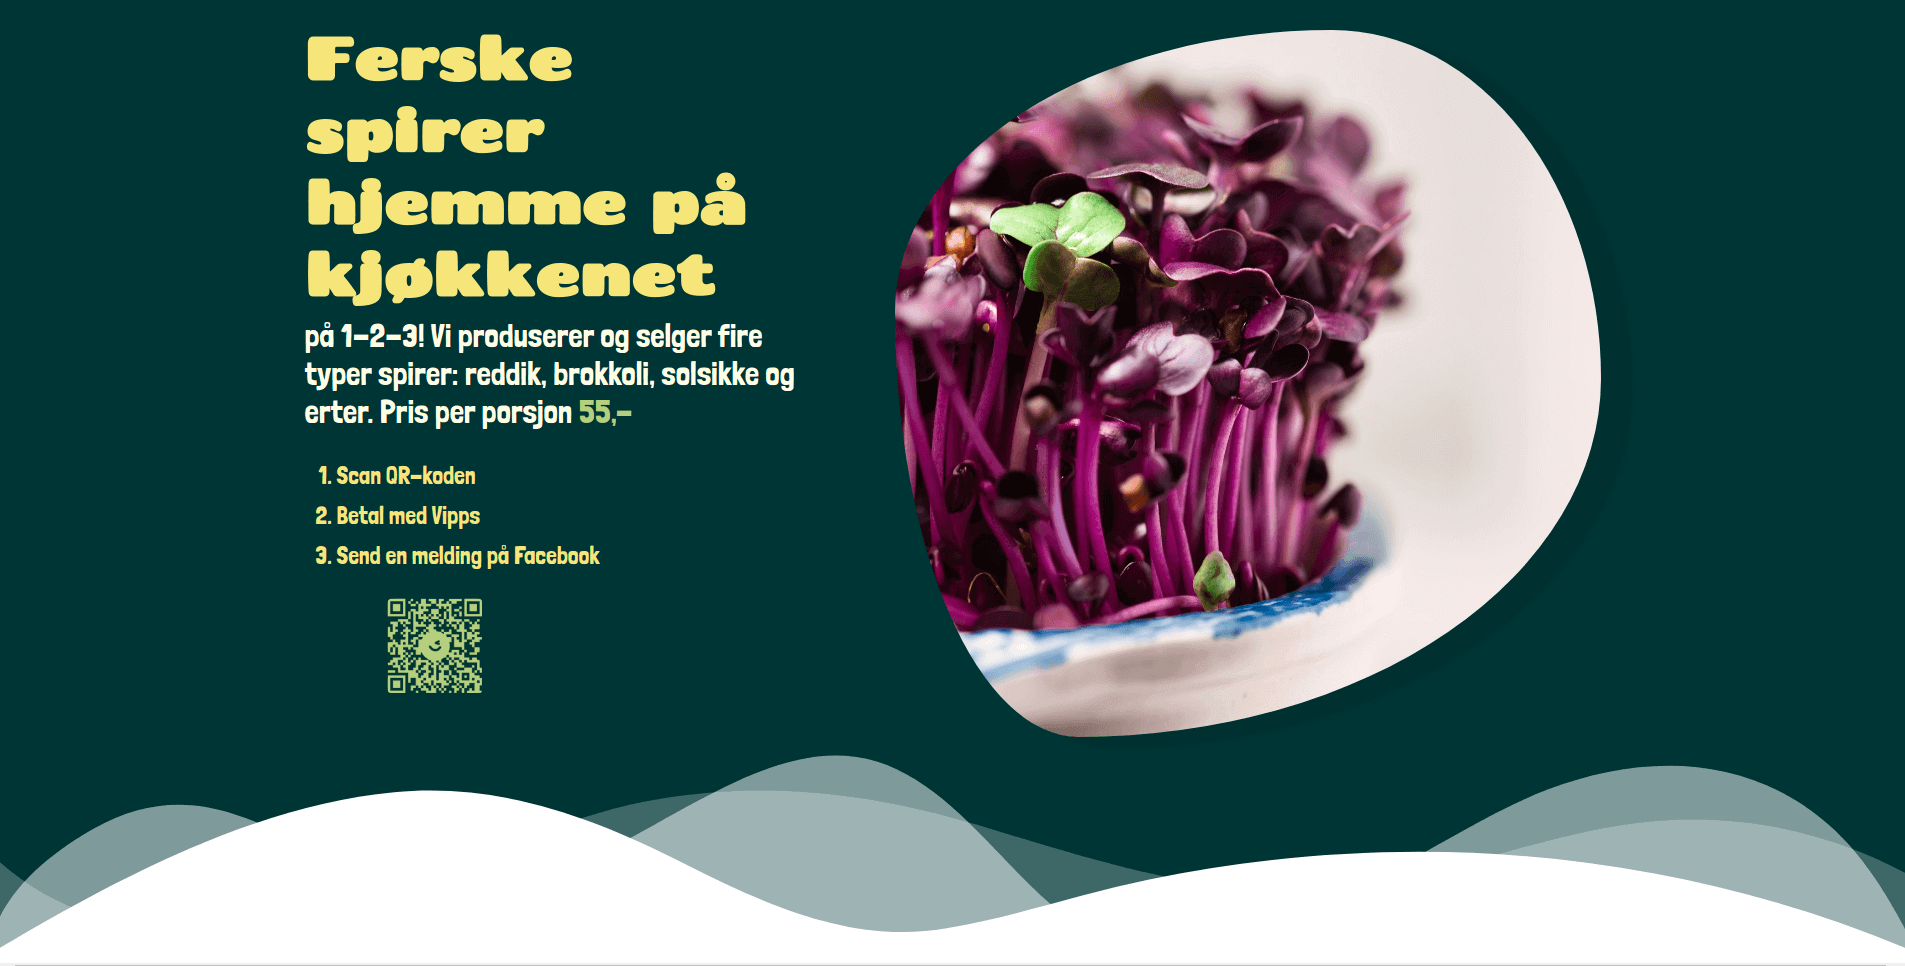 Ferske
spirer
hjemme på
kjøkkenet
på 1-2-3! Vi produserer og selger fire
typer spirer: reddik, brokkoli, solsikke og
erter. Pris per porsjon 55,-
1. Scan QR-koden
2. Betal med Vipps
3. Send en melding på Facebook